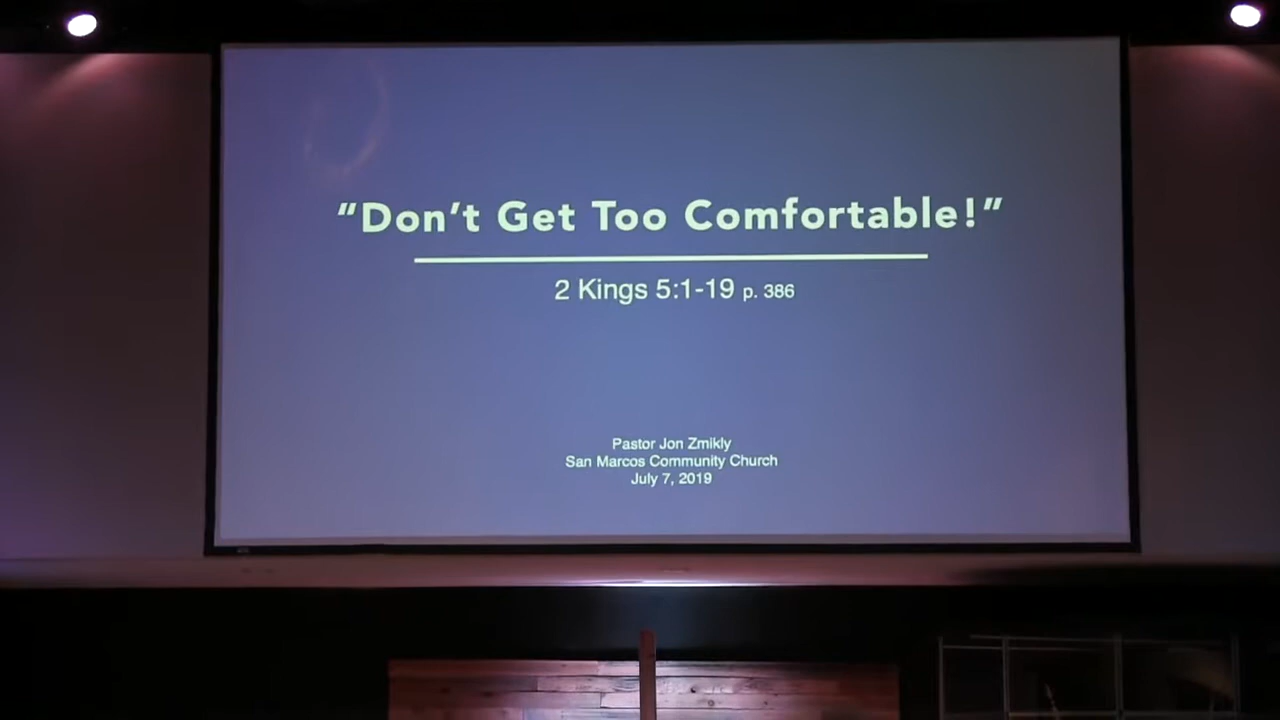 “Don’t Get Too Comfortable!”
2 Kings 5:1-19 p. 386
Pastor Jon Zmikly
San Marcos Community Church
July 7, 2019